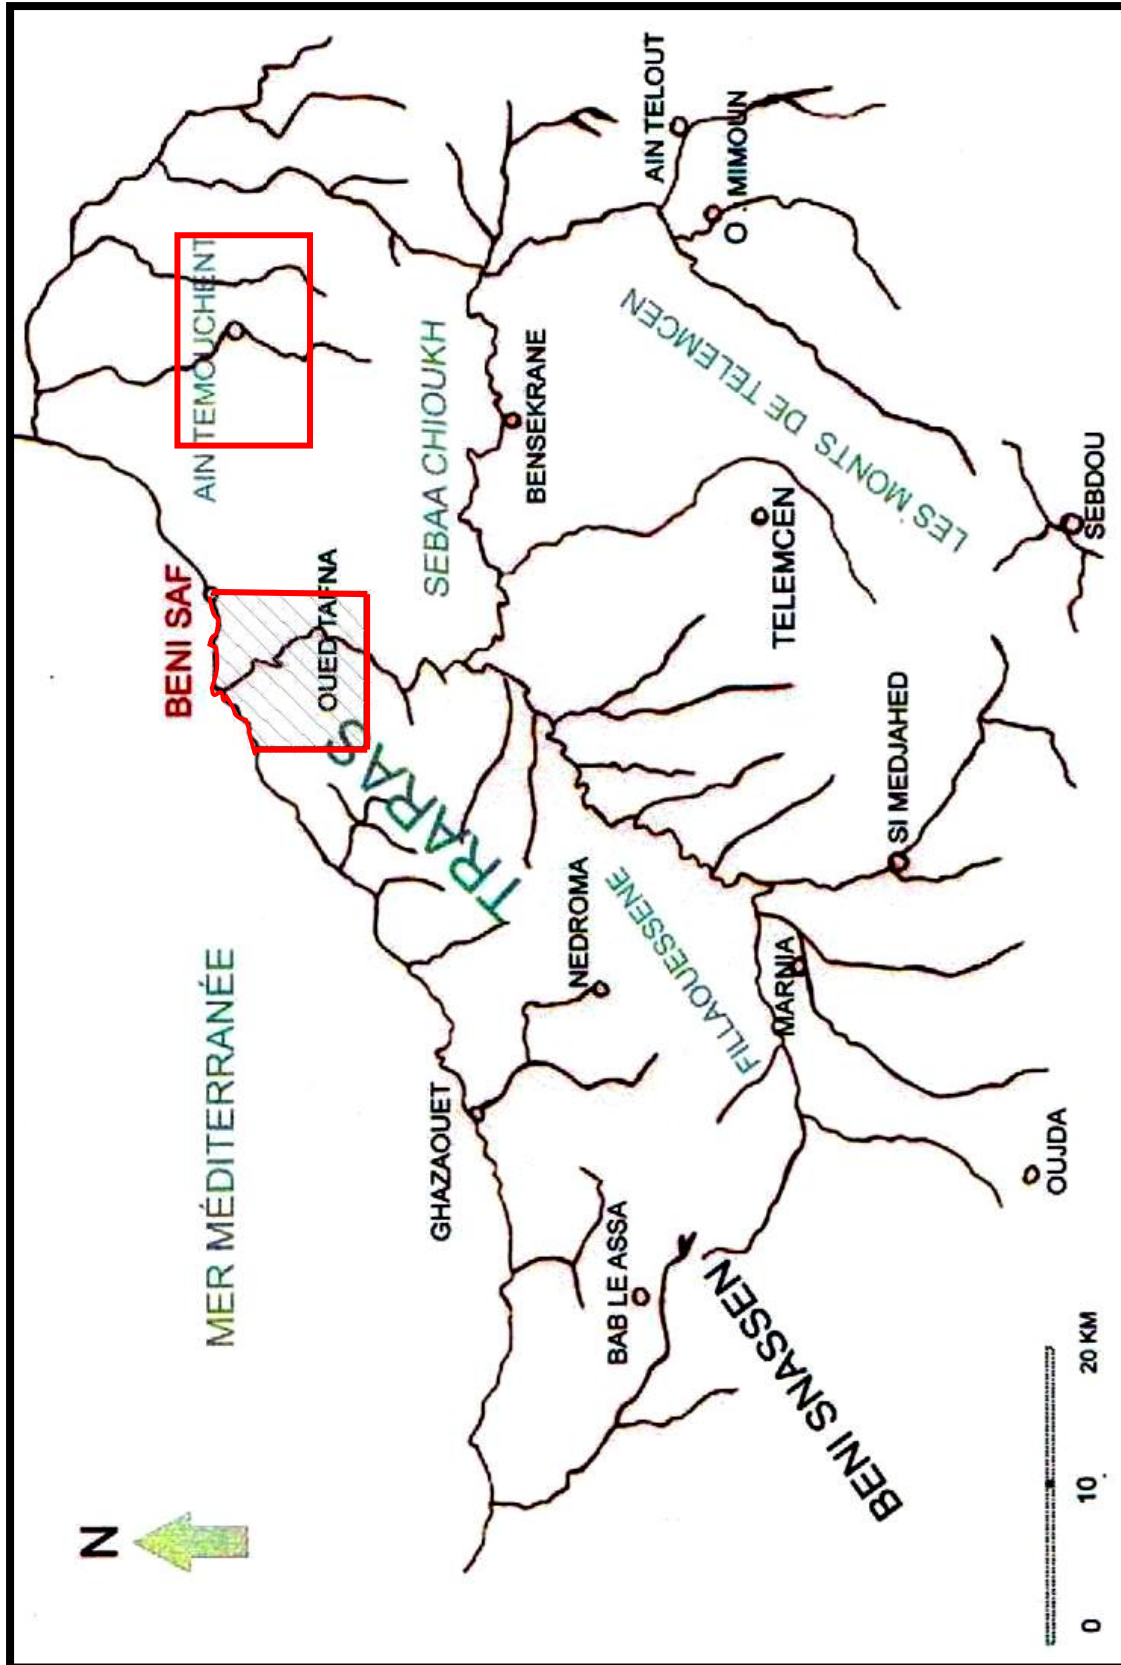 N
MER MÉDITERRANÉE
BENI SAF
AIN TEMOUCHENT
OUED TAFNA
SEBAA CHIOUKH
TRARAS
GHAZAOUET
NEDROMA
BENSEKRANE
AIN TELOUT
O . MIMOUN
FILLAOUESSENE
LES MONTS DE TELEMCEN
BAB LE ASSA
MARNIA
TELEMCEN
SI MEDJAHED
BENI SNASSEN
OUJDA
SEBDOU
0 10 20 KM